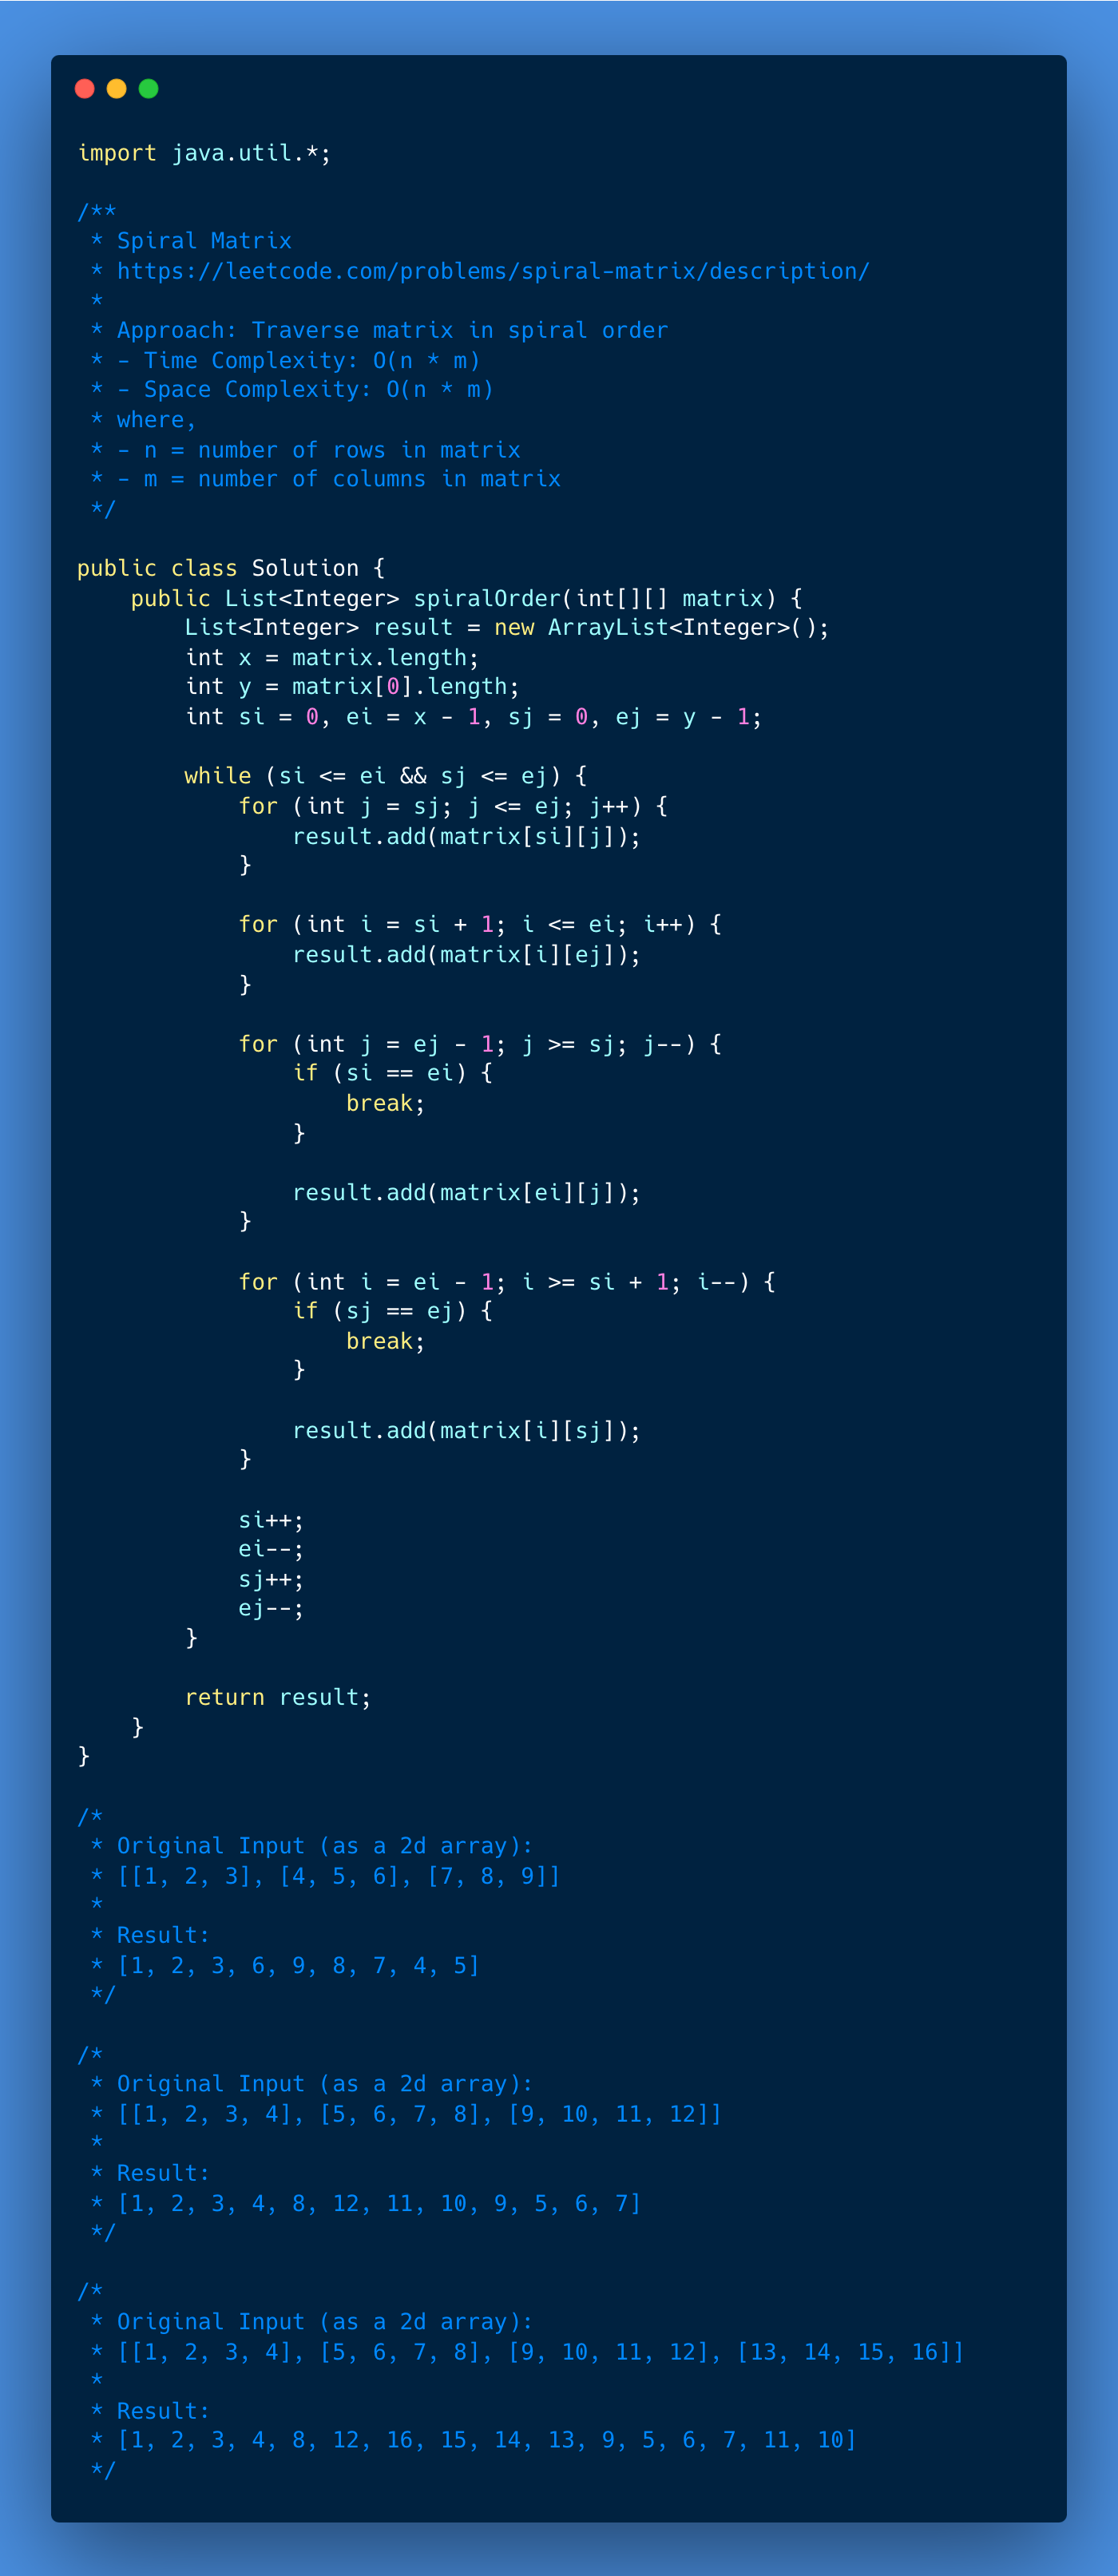 import java.util.*;

/**
 * Spiral Matrix
 * https://leetcode.com/problems/spiral-matrix/description/
 *
 * Approach: Traverse matrix in spiral order
 * - Time Complexity: O(n * m)
 * - Space Complexity: O(n * m)
 * where,
 * - n = number of rows in matrix
 * - m = number of columns in matrix
 */

public class Solution {
    public List<Integer> spiralOrder(int[][] matrix) {
        List<Integer> result = new ArrayList<Integer>();
        int x = matrix.length;
        int y = matrix[0].length;
        int si = 0, ei = x - 1, sj = 0, ej = y - 1;

        while (si <= ei && sj <= ej) {
            for (int j = sj; j <= ej; j++) {
                result.add(matrix[si][j]);
            }

            for (int i = si + 1; i <= ei; i++) {
                result.add(matrix[i][ej]);
            }

            for (int j = ej - 1; j >= sj; j--) {
                if (si == ei) {
                    break;
                }

                result.add(matrix[ei][j]);
            }

            for (int i = ei - 1; i >= si + 1; i--) {
                if (sj == ej) {
                    break;
                }

                result.add(matrix[i][sj]);
            }

            si++;
            ei--;
            sj++;
            ej--;
        }

        return result;
    }
}

/*
 * Original Input (as a 2d array):
 * [[1, 2, 3], [4, 5, 6], [7, 8, 9]]
 *
 * Result:
 * [1, 2, 3, 6, 9, 8, 7, 4, 5]
 */

/*
 * Original Input (as a 2d array):
 * [[1, 2, 3, 4], [5, 6, 7, 8], [9, 10, 11, 12]]
 *
 * Result:
 * [1, 2, 3, 4, 8, 12, 11, 10, 9, 5, 6, 7]
 */

/*
 * Original Input (as a 2d array):
 * [[1, 2, 3, 4], [5, 6, 7, 8], [9, 10, 11, 12], [13, 14, 15, 16]]
 *
 * Result:
 * [1, 2, 3, 4, 8, 12, 16, 15, 14, 13, 9, 5, 6, 7, 11, 10]
 */